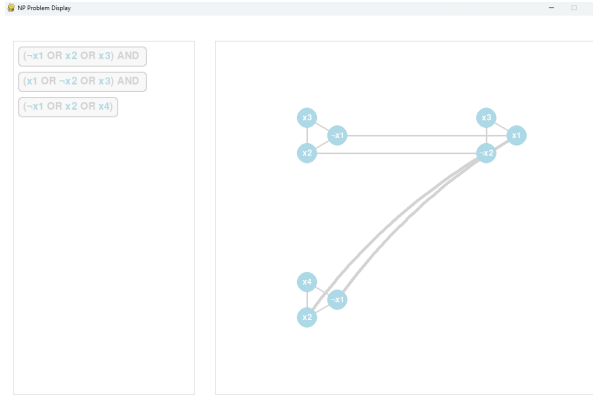 NP Problem Display
(¬x1 OR x2 OR x3) AND
(x1 OR ¬x2 OR x3) AND
(¬x1 OR x2 OR x4)
x3
¬x1
x2
x3
x1
¬x2
x4
¬x1
x2